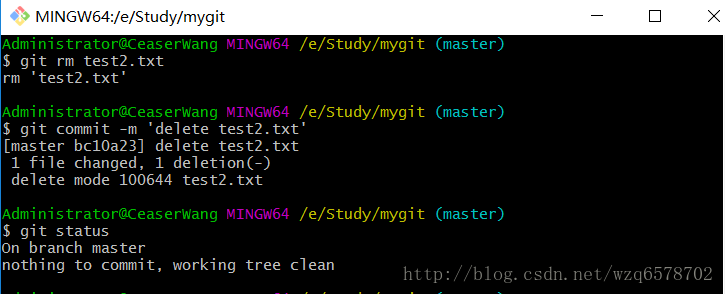 MINGW64:/e/Study/mygit
Administrator@CeaserWang MINGW64 /e/Study/mygit (master)
$ git rm test2.txt
rm 'test2.txt'
Administrator@CeaserWang MINGW64 /e/Study/mygit (master)
$ git commit -m 'delete test2.txt'
[master bc10a23] delete test2.txt
 1 file changed, 1 deletion(-)
 delete mode 100644 test2.txt
Administrator@CeaserWang MINGW64 /e/Study/mygit (master)
$ git status
On branch master
nothing to commit, working tree clean
http://blog.csdn.net/wzq6578702